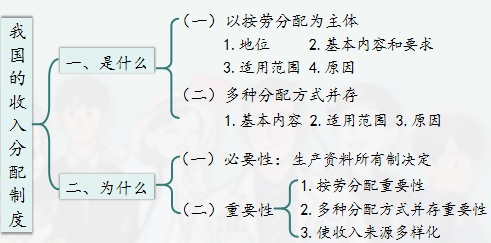 我国的收入分配制度
一、是什么
(一)以按劳分配为主体
1.地位 2.基本内容和要求
3.适用范围 4.原因
(二)多种分配方式并存
1.基本内容 2.适用范围 3.原因
二、为什么
(一)必要性:生产资料所有制决定
(二)重要性
1.按劳分配重要性
2.多种分配方式并存重要性
3.使收入来源多样化